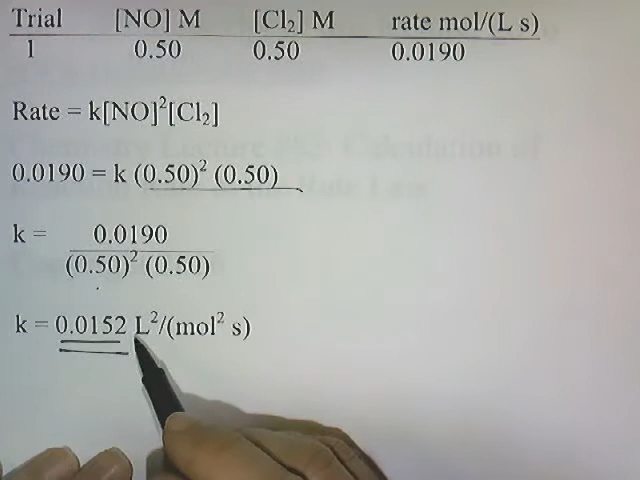 Trial [NO] M [Cl₂] M rate mol/(L s)
1 0.50 0.50 0.0190
Rate = k[NO]²[Cl₂]
0.0190 = k (0.50)² (0.50)
k = 0.0190
(0.50)² (0.50)
k = 0.0152 L²/(mol² s)